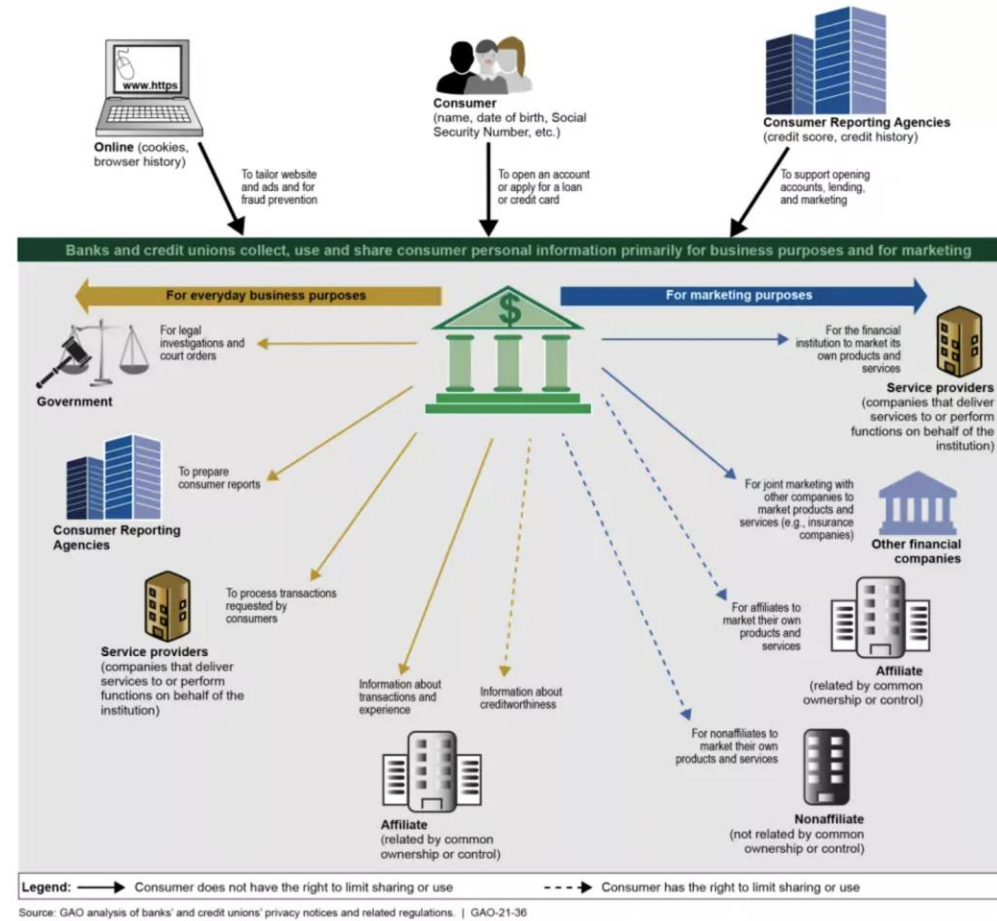 www.https
Online (cookies,
browser history)
Consumer
(name, date of birth, Social
Security Number, etc.)
Consumer Reporting Agencies
(credit score, credit history)
To tailor website
and ads and for
fraud prevention
To open an account
or apply for a loan
or credit card
To support opening
accounts, lending,
and marketing
Banks and credit unions collect, use and share consumer personal information primarily for business purposes and for marketing
For everyday business purposes
$
For marketing purposes
For legal
investigations and
court orders
Government
For the financial
institution to market its
own products and
services
Service providers
(companies that deliver
services to or perform
functions on behalf of the
institution)
To prepare
consumer reports
Consumer Reporting
Agencies
For joint marketing with
other companies to
market products and
services (e.g., insurance
companies)
Other financial
companies
To process transactions
requested by
consumers
Service providers
(companies that deliver
services to or perform
functions on behalf of the
institution)
For affiliates to
market their own
products and
services
Affiliate
(related by common
ownership or control)
Information about
transactions and
experience
Information about
creditworthiness
Affiliate
(related by common
ownership or control)
For nonaffiliates to
market their own
products and services
Nonaffiliate
(not related by common
ownership or control)
Legend: Consumer does not have the right to limit sharing or use Consumer has the right to limit sharing or use
Source: GAO analysis of banks' and credit unions' privacy notices and related regulations. | GAO-21-36